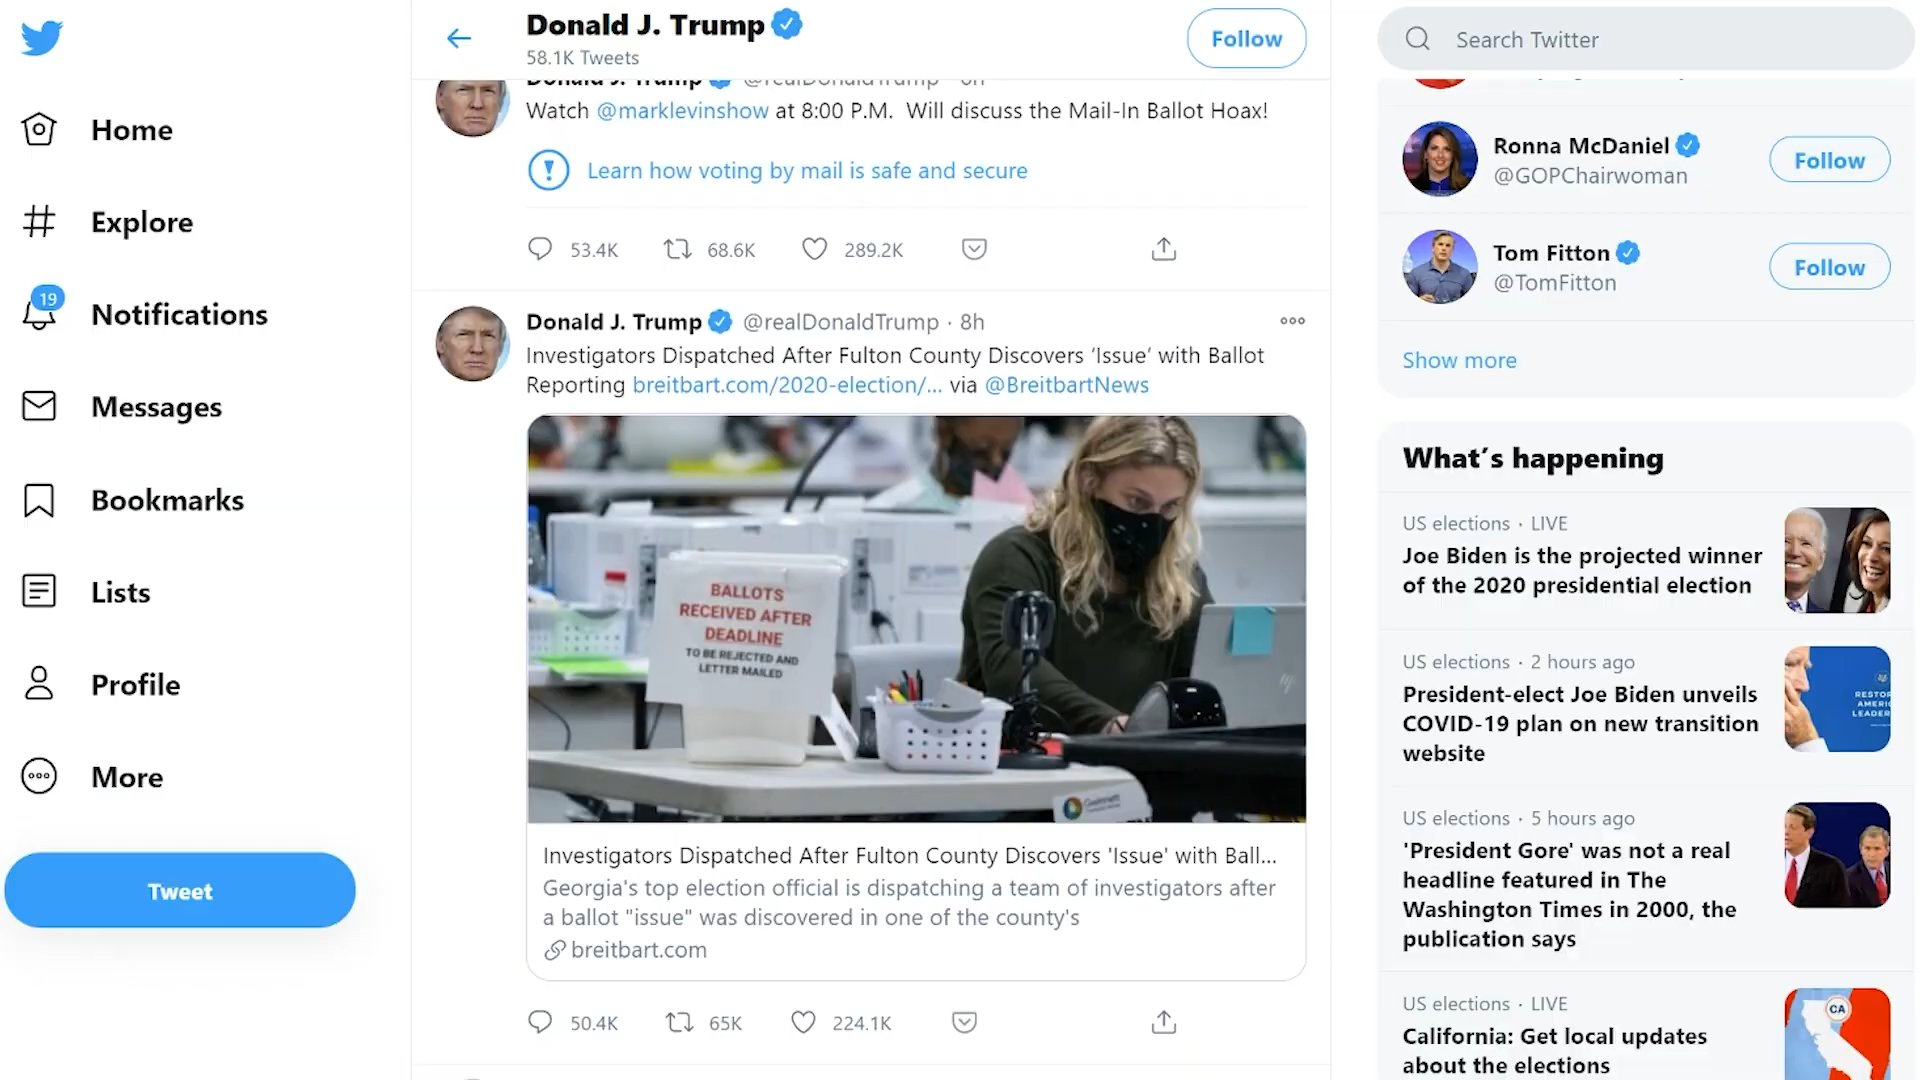 Home
Explore
19
Notifications
Messages
Bookmarks
Lists
Profile
More
Tweet
Donald J. Trump
58.1K Tweets
Follow
Donald J. Trump @realDonaldTrump
Watch @marklevinshow at 8:00 P.M. Will discuss the Mail-In Ballot Hoax!
Learn how voting by mail is safe and secure
53.4K 68.6K 289.2K
Donald J. Trump @realDonaldTrump · 8h
Investigators Dispatched After Fulton County Discovers ‘Issue’ with Ballot
Reporting breitbart.com/2020-election/... via @BreitbartNews
BALLOTS
RECEIVED AFTER
DEADLINE
TO BE REJECTED AND
LETTER MAILED
Gwinnett
Investigators Dispatched After Fulton County Discovers 'Issue' with Ball...
Georgia's top election official is dispatching a team of investigators after
a ballot "issue" was discovered in one of the county's
breitbart.com
50.4K 65K 224.1K
Search Twitter
Ronna McDaniel
@GOPChairwoman
Follow
Tom Fitton
@TomFitton
Follow
Show more
What’s happening
US elections · LIVE
Joe Biden is the projected winner
of the 2020 presidential election
US elections · 2 hours ago
President-elect Joe Biden unveils
COVID-19 plan on new transition
website
RESTOR
AMERIC
LEADER
US elections · 5 hours ago
'President Gore' was not a real
headline featured in The
Washington Times in 2000, the
publication says
US elections · LIVE
California: Get local updates
about the elections
CA